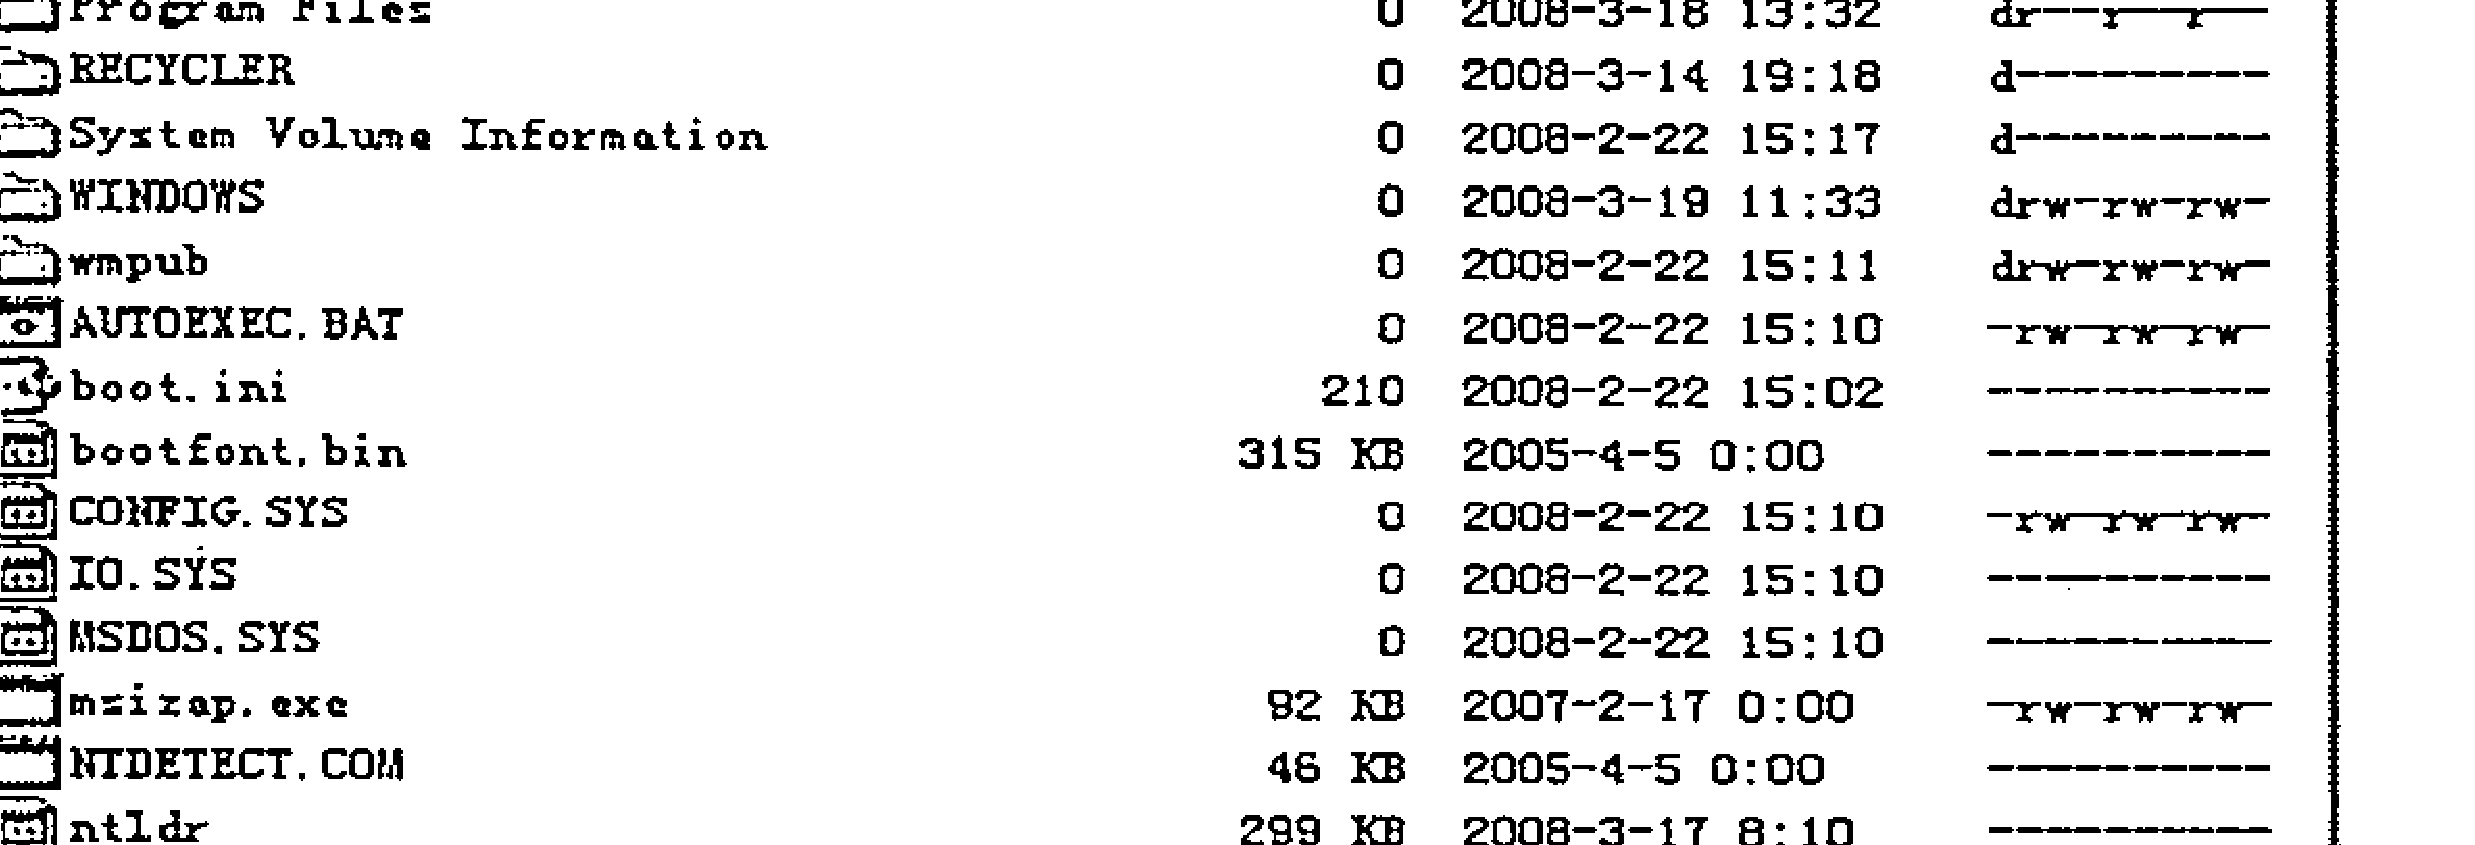 Program Files 0 2008-3-18 13:32 dr--r--r--
RECYCLER 0 2008-3-14 19:18 d---------
System Volume Information 0 2008-2-22 15:17 d---------
WINDOWS 0 2008-3-19 11:33 drw-rw-rw-
wmpub 0 2008-2-22 15:11 drw-rw-rw-
AUTOEXEC.BAT 0 2008-2-22 15:10 -rw-rw-rw-
boot.ini 210 2008-2-22 15:02 ----------
bootfont.bin 315 KB 2005-4-5 0:00 ----------
CONFIG.SYS 0 2008-2-22 15:10 -rw-rw-rw-
IO.SYS 0 2008-2-22 15:10 ----------
MSDOS.SYS 0 2008-2-22 15:10 ----------
msizap.exe 92 KB 2007-2-17 0:00 -rw-rw-rw-
NTDETECT.COM 46 KB 2005-4-5 0:00 ----------
ntldr 299 KB 2008-3-17 8:10 ----------